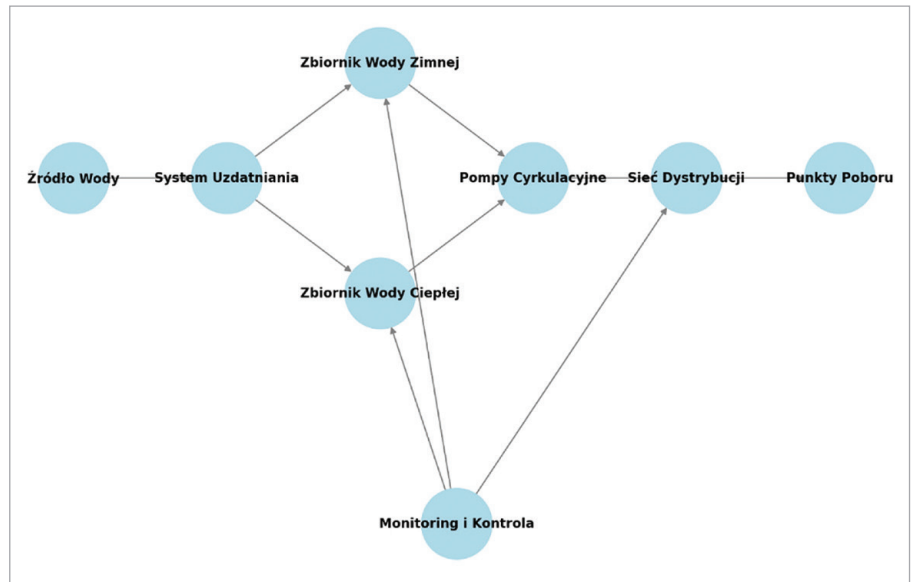 Zbiornik Wody Zimnej
Źródło Wody
System Uzdatniania
Pompy Cyrkulacyjne
Sieć Dystrybucji
Punkty Poboru
Zbiornik Wody Ciepłej
Monitoring i Kontrola